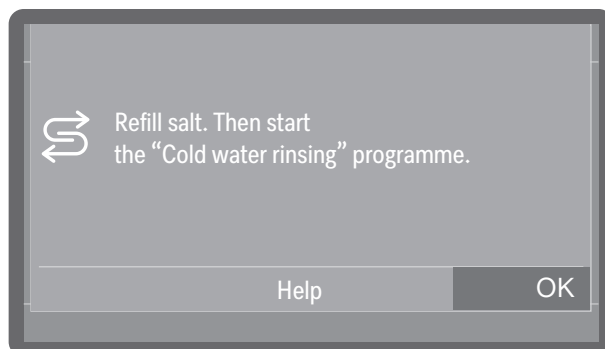 Refill salt. Then start
the “Cold water rinsing” programme.
Help
OK